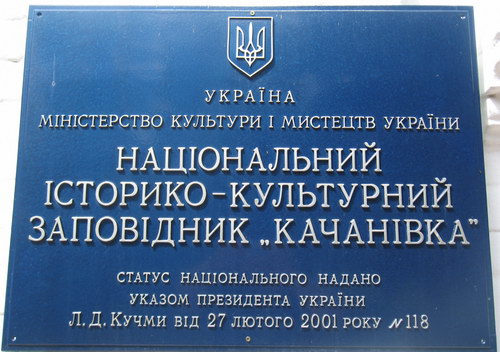 УКРАЇНА
МІНІСТЕРСТВО КУЛЬТУРИ І МИСТЕЦТВ УКРАЇНИ
НАЦІОНАЛЬНИЙ
ІСТОРИКО-КУЛЬТУРНИЙ
ЗАПОВІДНИК „КАЧАНІВКА”
СТАТУС НАЦІОНАЛЬНОГО НАДАНО
УКАЗОМ ПРЕЗИДЕНТА УКРАЇНИ
Л. Д. КУЧМИ ВІД 27 ЛЮТОГО 2001 РОКУ №118